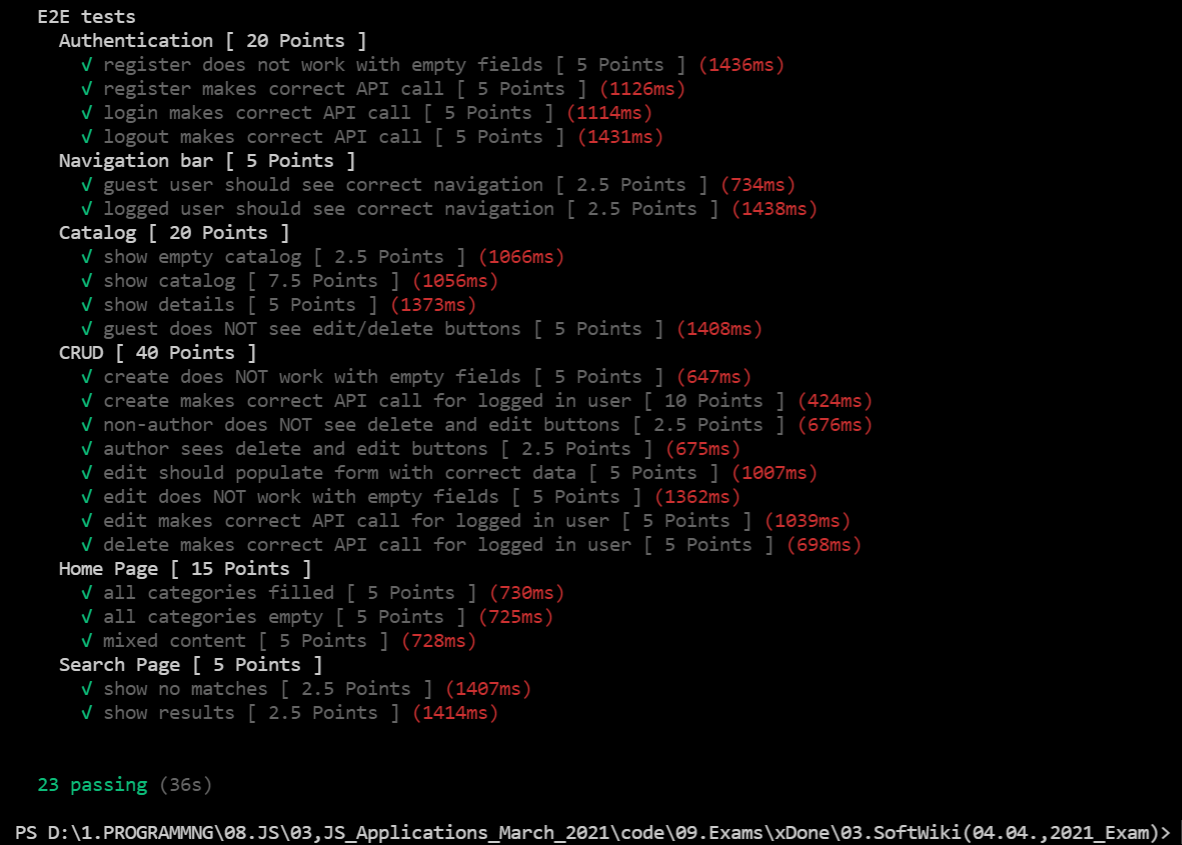 E2E tests
Authentication [ 20 Points ]
√ register does not work with empty fields [ 5 Points ] (1436ms)
√ register makes correct API call [ 5 Points ] (1126ms)
√ login makes correct API call [ 5 Points ] (1114ms)
√ logout makes correct API call [ 5 Points ] (1431ms)
Navigation bar [ 5 Points ]
√ guest user should see correct navigation [ 2.5 Points ] (734ms)
√ logged user should see correct navigation [ 2.5 Points ] (1438ms)
Catalog [ 20 Points ]
√ show empty catalog [ 2.5 Points ] (1066ms)
√ show catalog [ 7.5 Points ] (1056ms)
√ show details [ 5 Points ] (1373ms)
√ guest does NOT see edit/delete buttons [ 5 Points ] (1408ms)
CRUD [ 40 Points ]
√ create does NOT work with empty fields [ 5 Points ] (647ms)
√ create makes correct API call for logged in user [ 10 Points ] (424ms)
√ non-author does NOT see delete and edit buttons [ 2.5 Points ] (676ms)
√ author sees delete and edit buttons [ 2.5 Points ] (675ms)
√ edit should populate form with correct data [ 5 Points ] (1007ms)
√ edit does NOT work with empty fields [ 5 Points ] (1362ms)
√ edit makes correct API call for logged in user [ 5 Points ] (1039ms)
√ delete makes correct API call for logged in user [ 5 Points ] (698ms)
Home Page [ 15 Points ]
√ all categories filled [ 5 Points ] (730ms)
√ all categories empty [ 5 Points ] (725ms)
√ mixed content [ 5 Points ] (728ms)
Search Page [ 5 Points ]
√ show no matches [ 2.5 Points ] (1407ms)
√ show results [ 2.5 Points ] (1414ms)
23 passing (36s)
PS D:\1.PROGRAMMNG\08.JS\03,JS_Applications_March_2021\code\09.Exams\xDone\03.SoftWiki(04.04.,2021_Exam)>